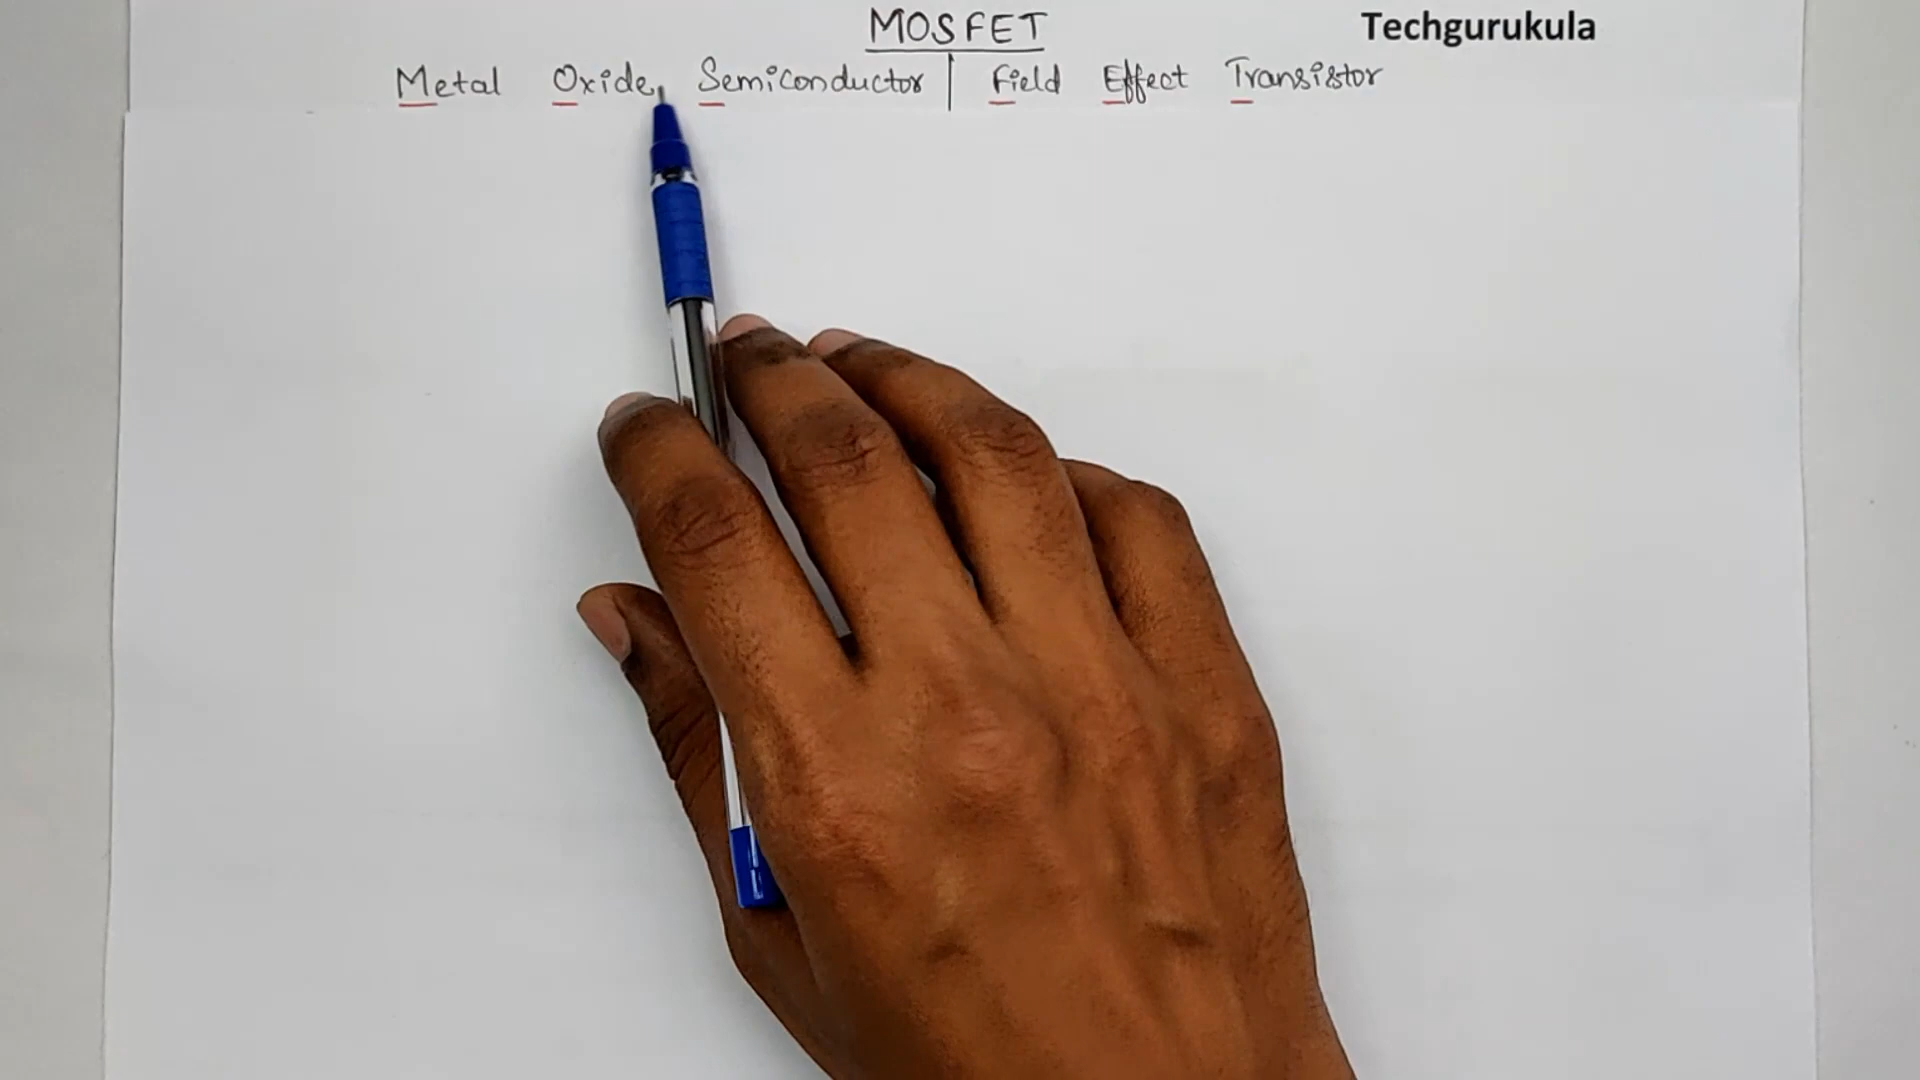 MOSFET
Techgurukula
Metal Oxide Semiconductor | Field Effect Transistor